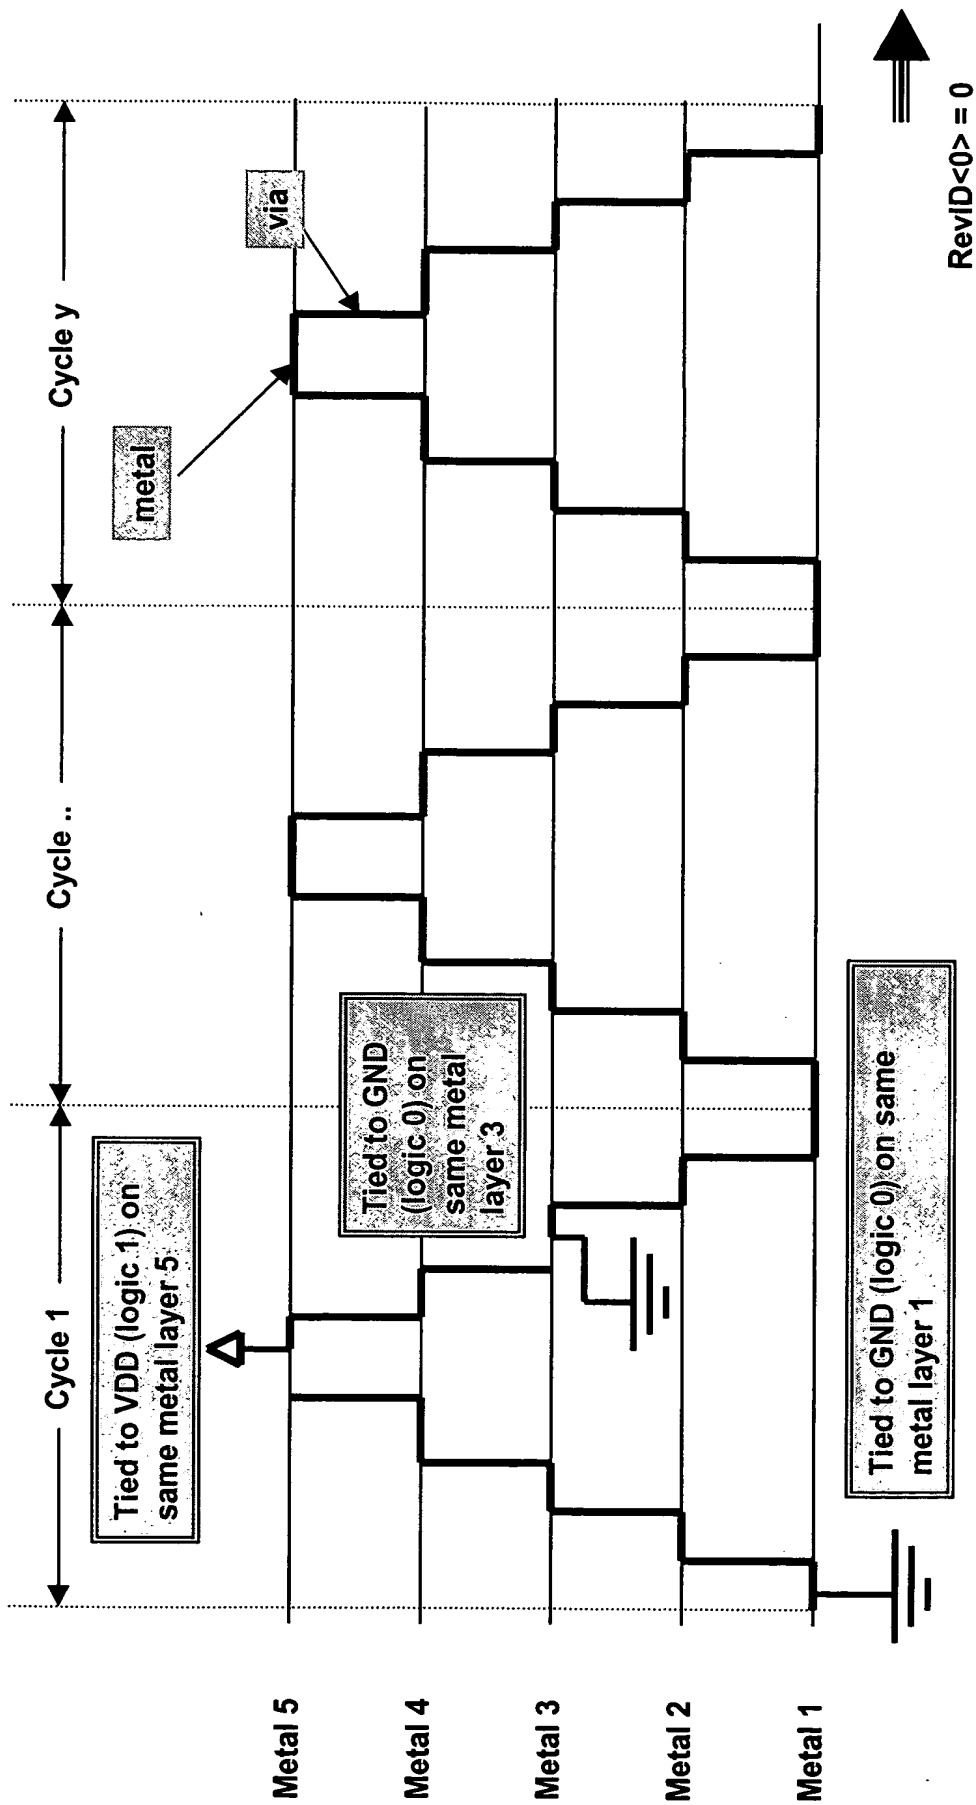 Cycle 1
Cycle ..
Cycle y
Tied to VDD (logic 1) on
same metal layer 5
metal
via
Metal 5
Metal 4
Metal 3
Metal 2
Metal 1
Tied to GND
(logic 0) on
same metal
layer 3
Tied to GND (logic 0) on same
metal layer 1
RevID<0> = 0